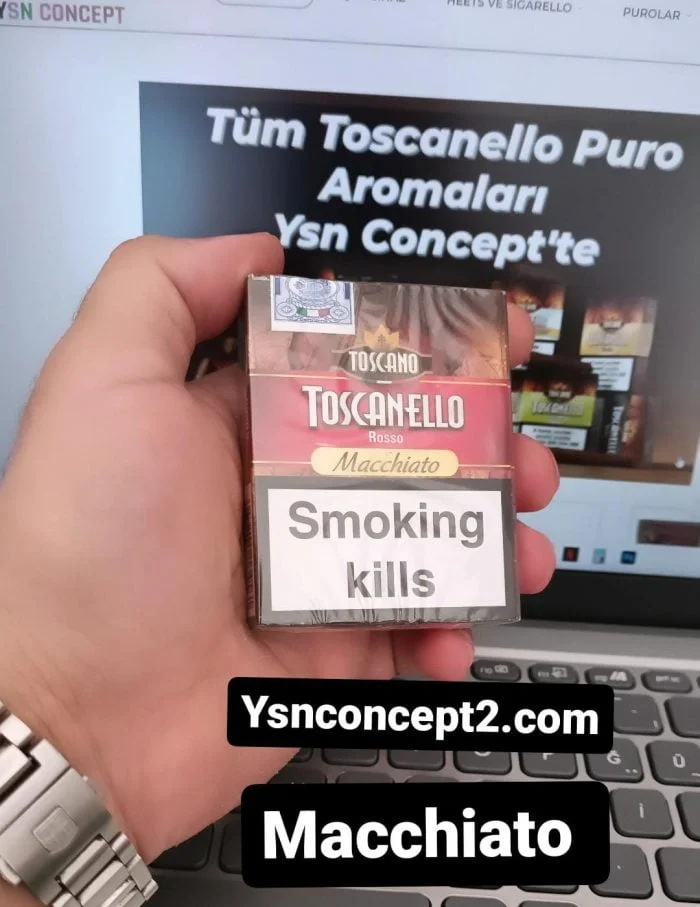 YSN CONCEPT
HEETS VE SİGARELLO
PUROLAR
Tüm Toscanello Puro
Aromaları
Ysn Concept'te
TOSCANO
TOSCANELLO
Rosso
Macchiato
Smoking
kills
TOSCANELLO
Ysnconcept2.com
Macchiato
Ğ
Ü
İ